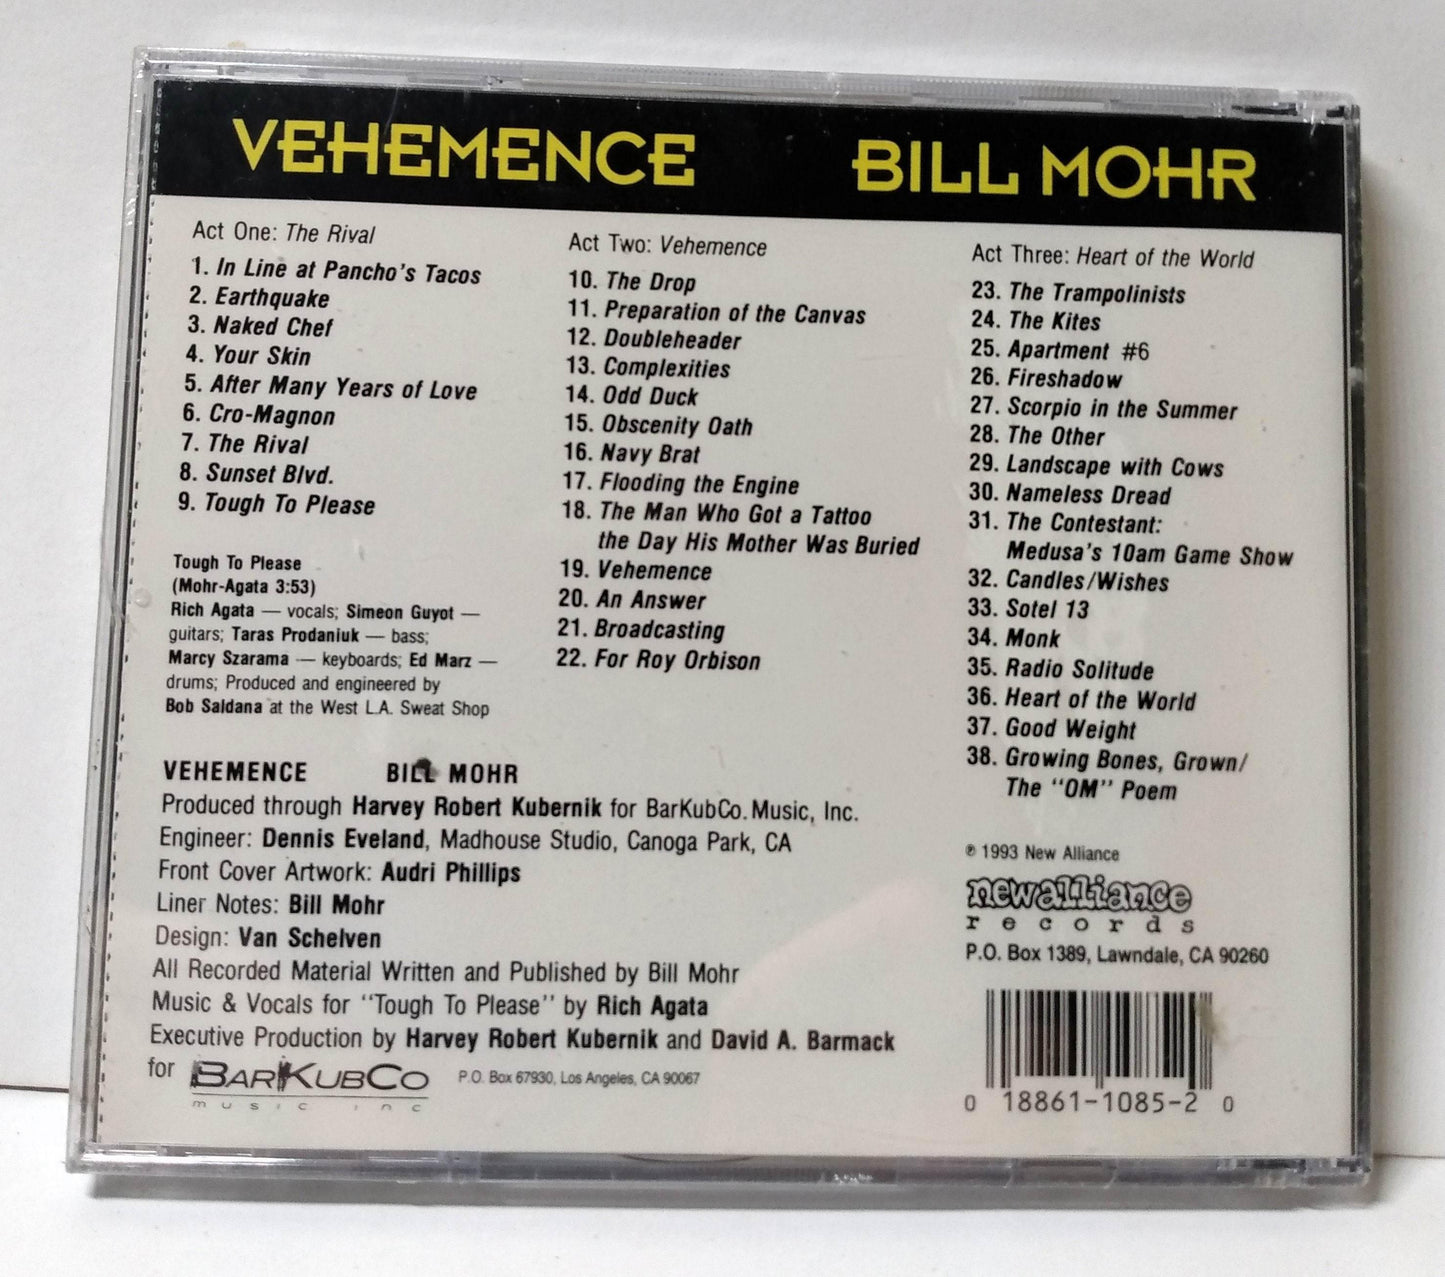 VEHEMENCE BILL MOHR
Act One: The Rival
1. In Line at Pancho's Tacos
2. Earthquake
3. Naked Chef
4. Your Skin
5. After Many Years of Love
6. Cro-Magnon
7. The Rival
8. Sunset Blvd.
9. Tough To Please
Tough To Please
(Mohr-Agata 3:53)
Rich Agata — vocals; Simeon Guyot —
guitars; Taras Prodaniuk — bass;
Marcy Szarama — keyboards; Ed Marz —
drums; Produced and engineered by
Bob Saldana at the West L.A. Sweat Shop
Act Two: Vehemence
10. The Drop
11. Preparation of the Canvas
12. Doubleheader
13. Complexities
14. Odd Duck
15. Obscenity Oath
16. Navy Brat
17. Flooding the Engine
18. The Man Who Got a Tattoo
the Day His Mother Was Buried
19. Vehemence
20. An Answer
21. Broadcasting
22. For Roy Orbison
Act Three: Heart of the World
23. The Trampolinists
24. The Kites
25. Apartment #6
26. Fireshadow
27. Scorpio in the Summer
28. The Other
29. Landscape with Cows
30. Nameless Dread
31. The Contestant:
Medusa's 10am Game Show
32. Candles/Wishes
33. Sotel 13
34. Monk
35. Radio Solitude
36. Heart of the World
37. Good Weight
38. Growing Bones, Grown/
The "OM" Poem
VEHEMENCE BILL MOHR
Produced through Harvey Robert Kubernik for BarKubCo. Music, Inc.
Engineer: Dennis Eveland, Madhouse Studio, Canoga Park, CA
Front Cover Artwork: Audri Phillips
Liner Notes: Bill Mohr
Design: Van Schelven
All Recorded Material Written and Published by Bill Mohr
Music & Vocals for "Tough To Please" by Rich Agata
Executive Production by Harvey Robert Kubernik and David A. Barmack
for BARKUBCO P.O. Box 67930, Los Angeles, CA 90067
music inc
℗ 1993 New Alliance
newalliance
records
P.O. Box 1389, Lawndale, CA 90260
0 18861-1085-2 0